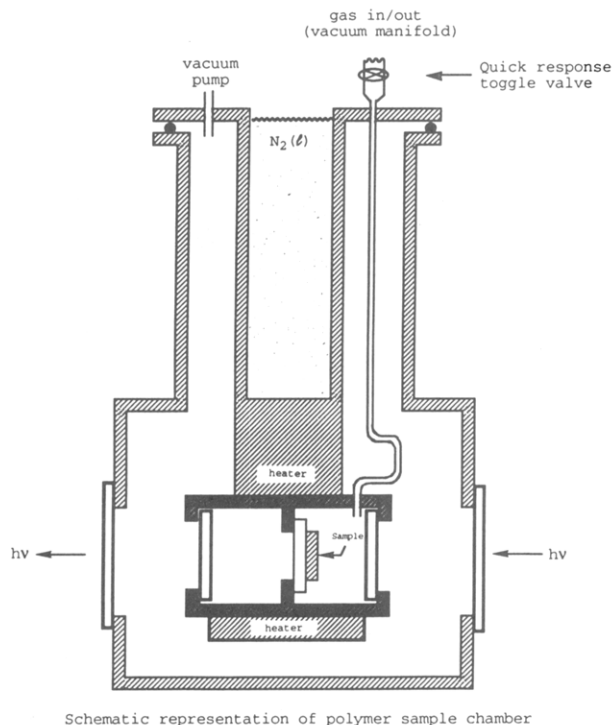 gas in/out
(vacuum manifold)
vacuum
pump
Quick response
toggle valve
N₂(ℓ)
heater
Sample
hν
hν
heater
Schematic representation of polymer sample chamber